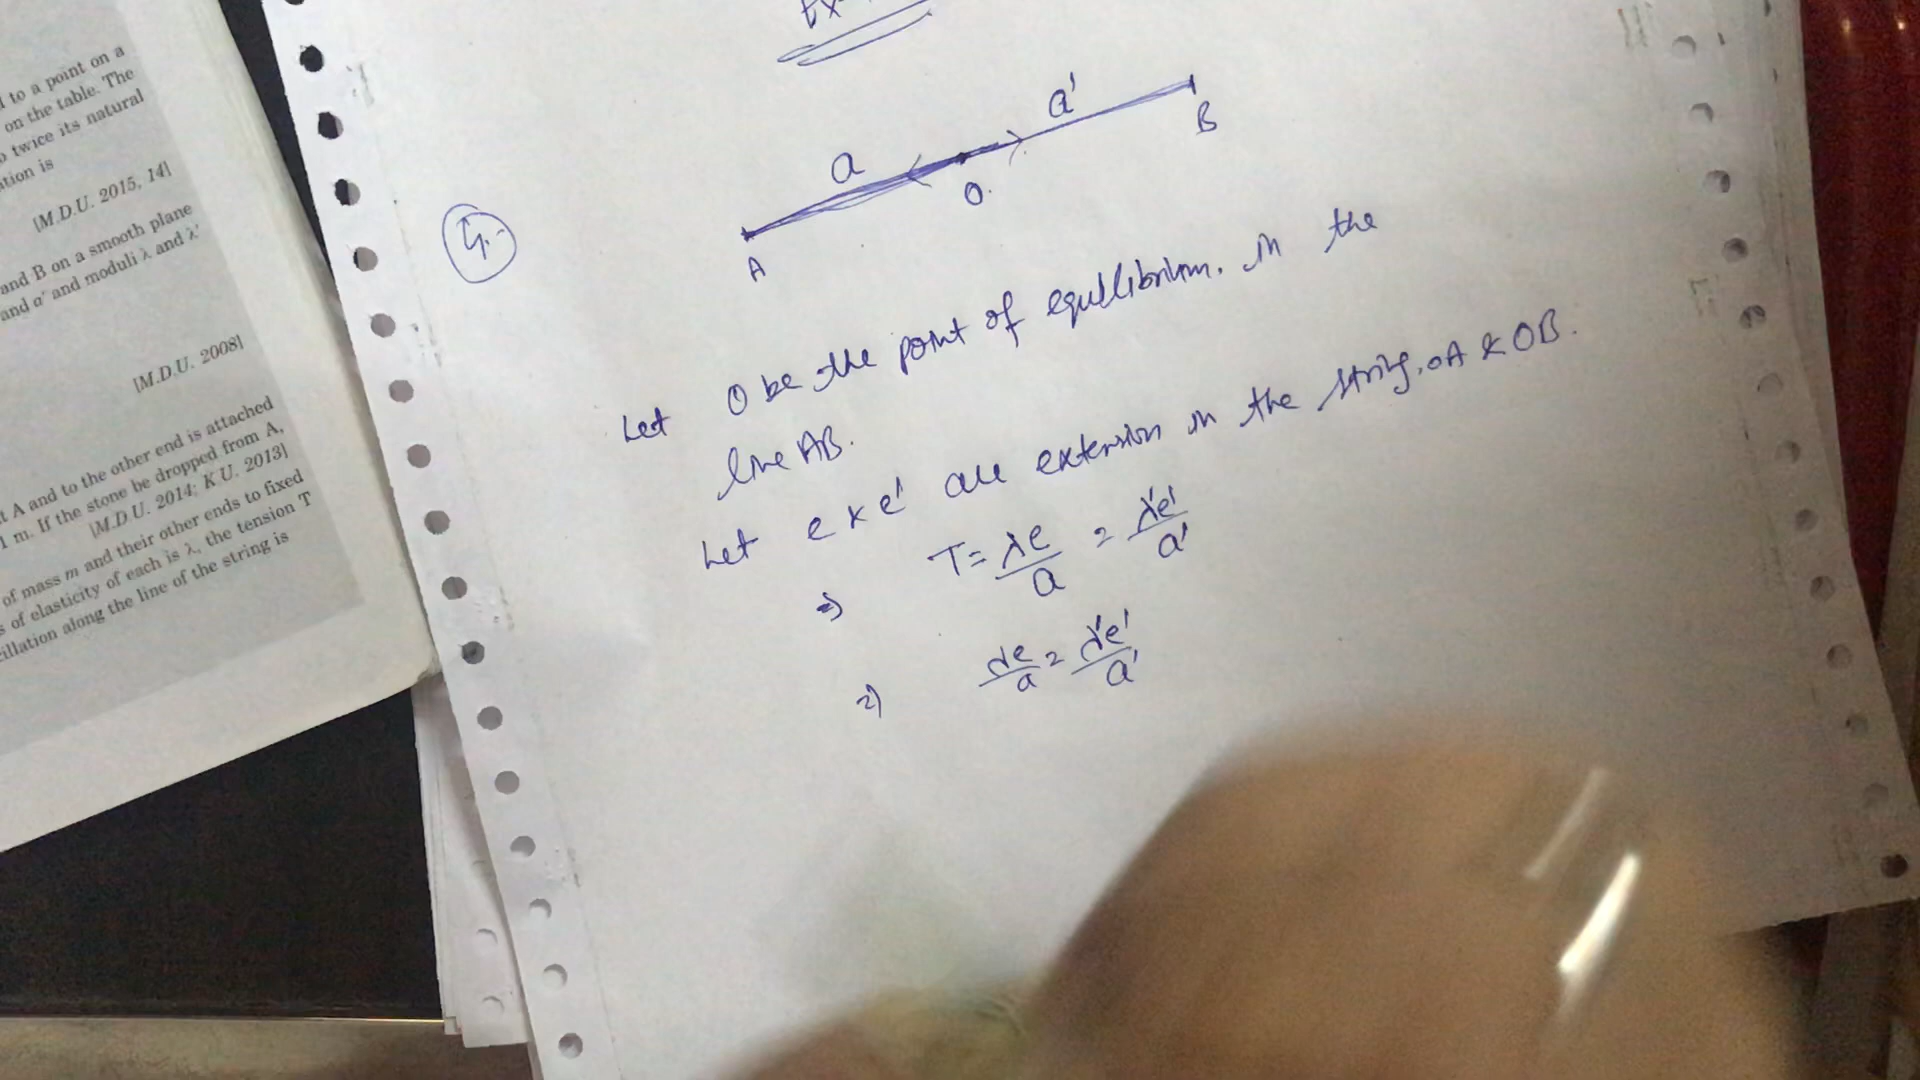 to a point on a
on the table. The
twice its natural
ation is
[M.D.U. 2015, 14]
and B on a smooth plane
and a' and moduli λ and λ'
[M.D.U. 2008]
t A and to the other end is attached
1 m. If the stone be dropped from A,
[M.D.U. 2014; K.U. 2013]
of mass m and their other ends to fixed
s of elasticity of each is λ, the tension T
cillation along the line of the string is
Ex
4.
a a'
A O. B
Let O be the point of equilibrium. in the
line AB.
Let e & e' are extension in the string. OA & OB.
⇒ T = λe/a = λ'e'/a'
⇒ λe/a = λ'e'/a'